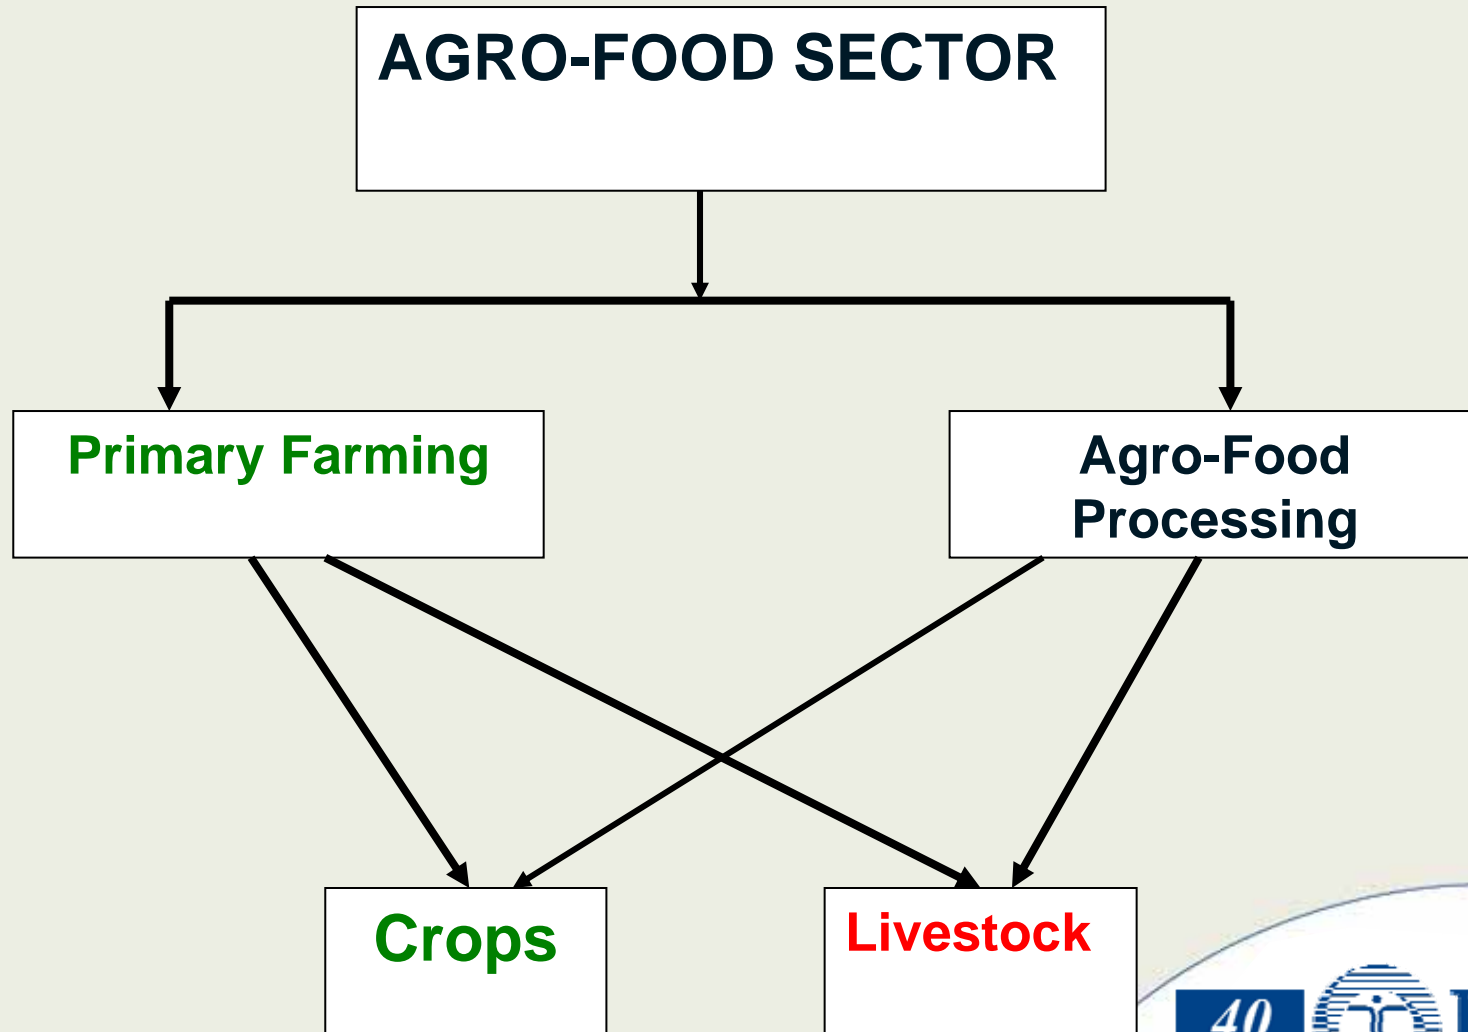 AGRO-FOOD SECTOR
Primary Farming
Agro-Food
Processing
Crops
Livestock
40